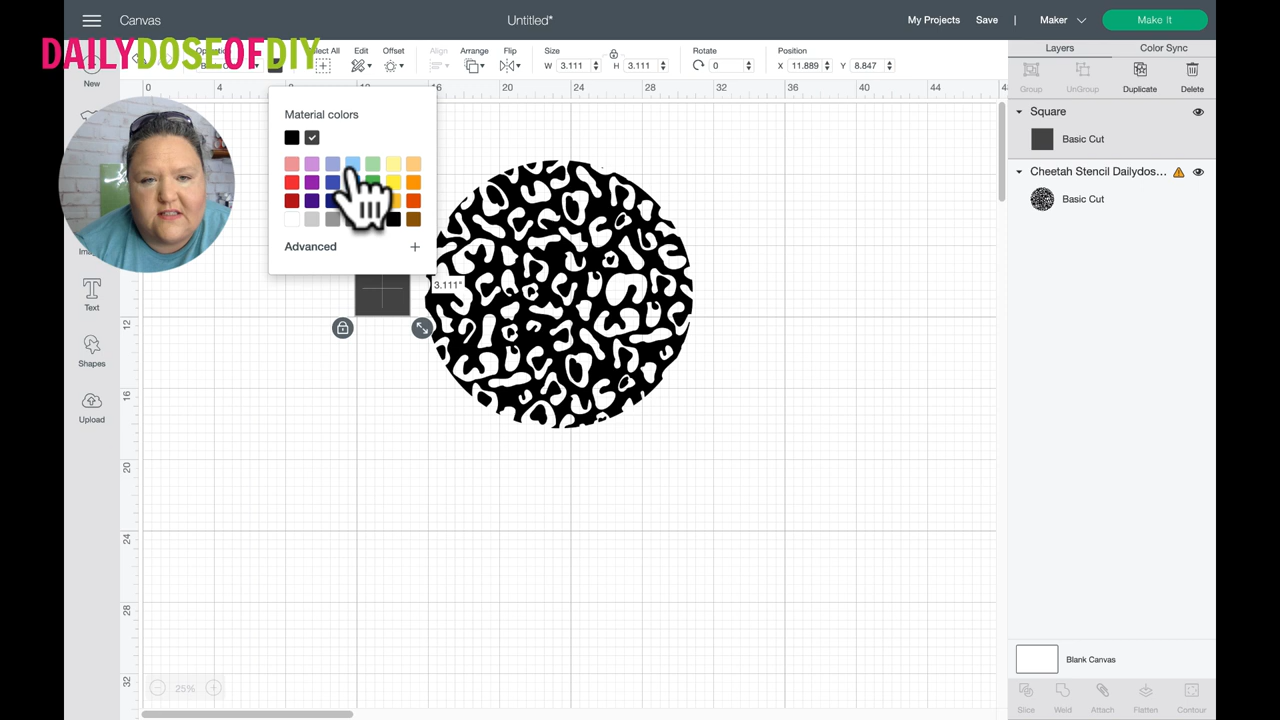 Canvas
Untitled*
My Projects
Save
|
Maker
Make It
DAILYDOSEOFDIY
Select All
Edit
Offset
Align
Arrange
Flip
Size
W 3.111
H 3.111
Rotate
0
Position
X 11.889
Y 8.847
Layers
Color Sync
New
Text
Shapes
Upload
0
4
8
12
16
20
24
28
32
36
40
44
12
16
20
24
28
32
Material colors
Advanced
+
3.111"
25%
Group
UnGroup
Duplicate
Delete
Square
Basic Cut
Cheetah Stencil Dailydos...
Basic Cut
Blank Canvas
Slice
Weld
Attach
Flatten
Contour